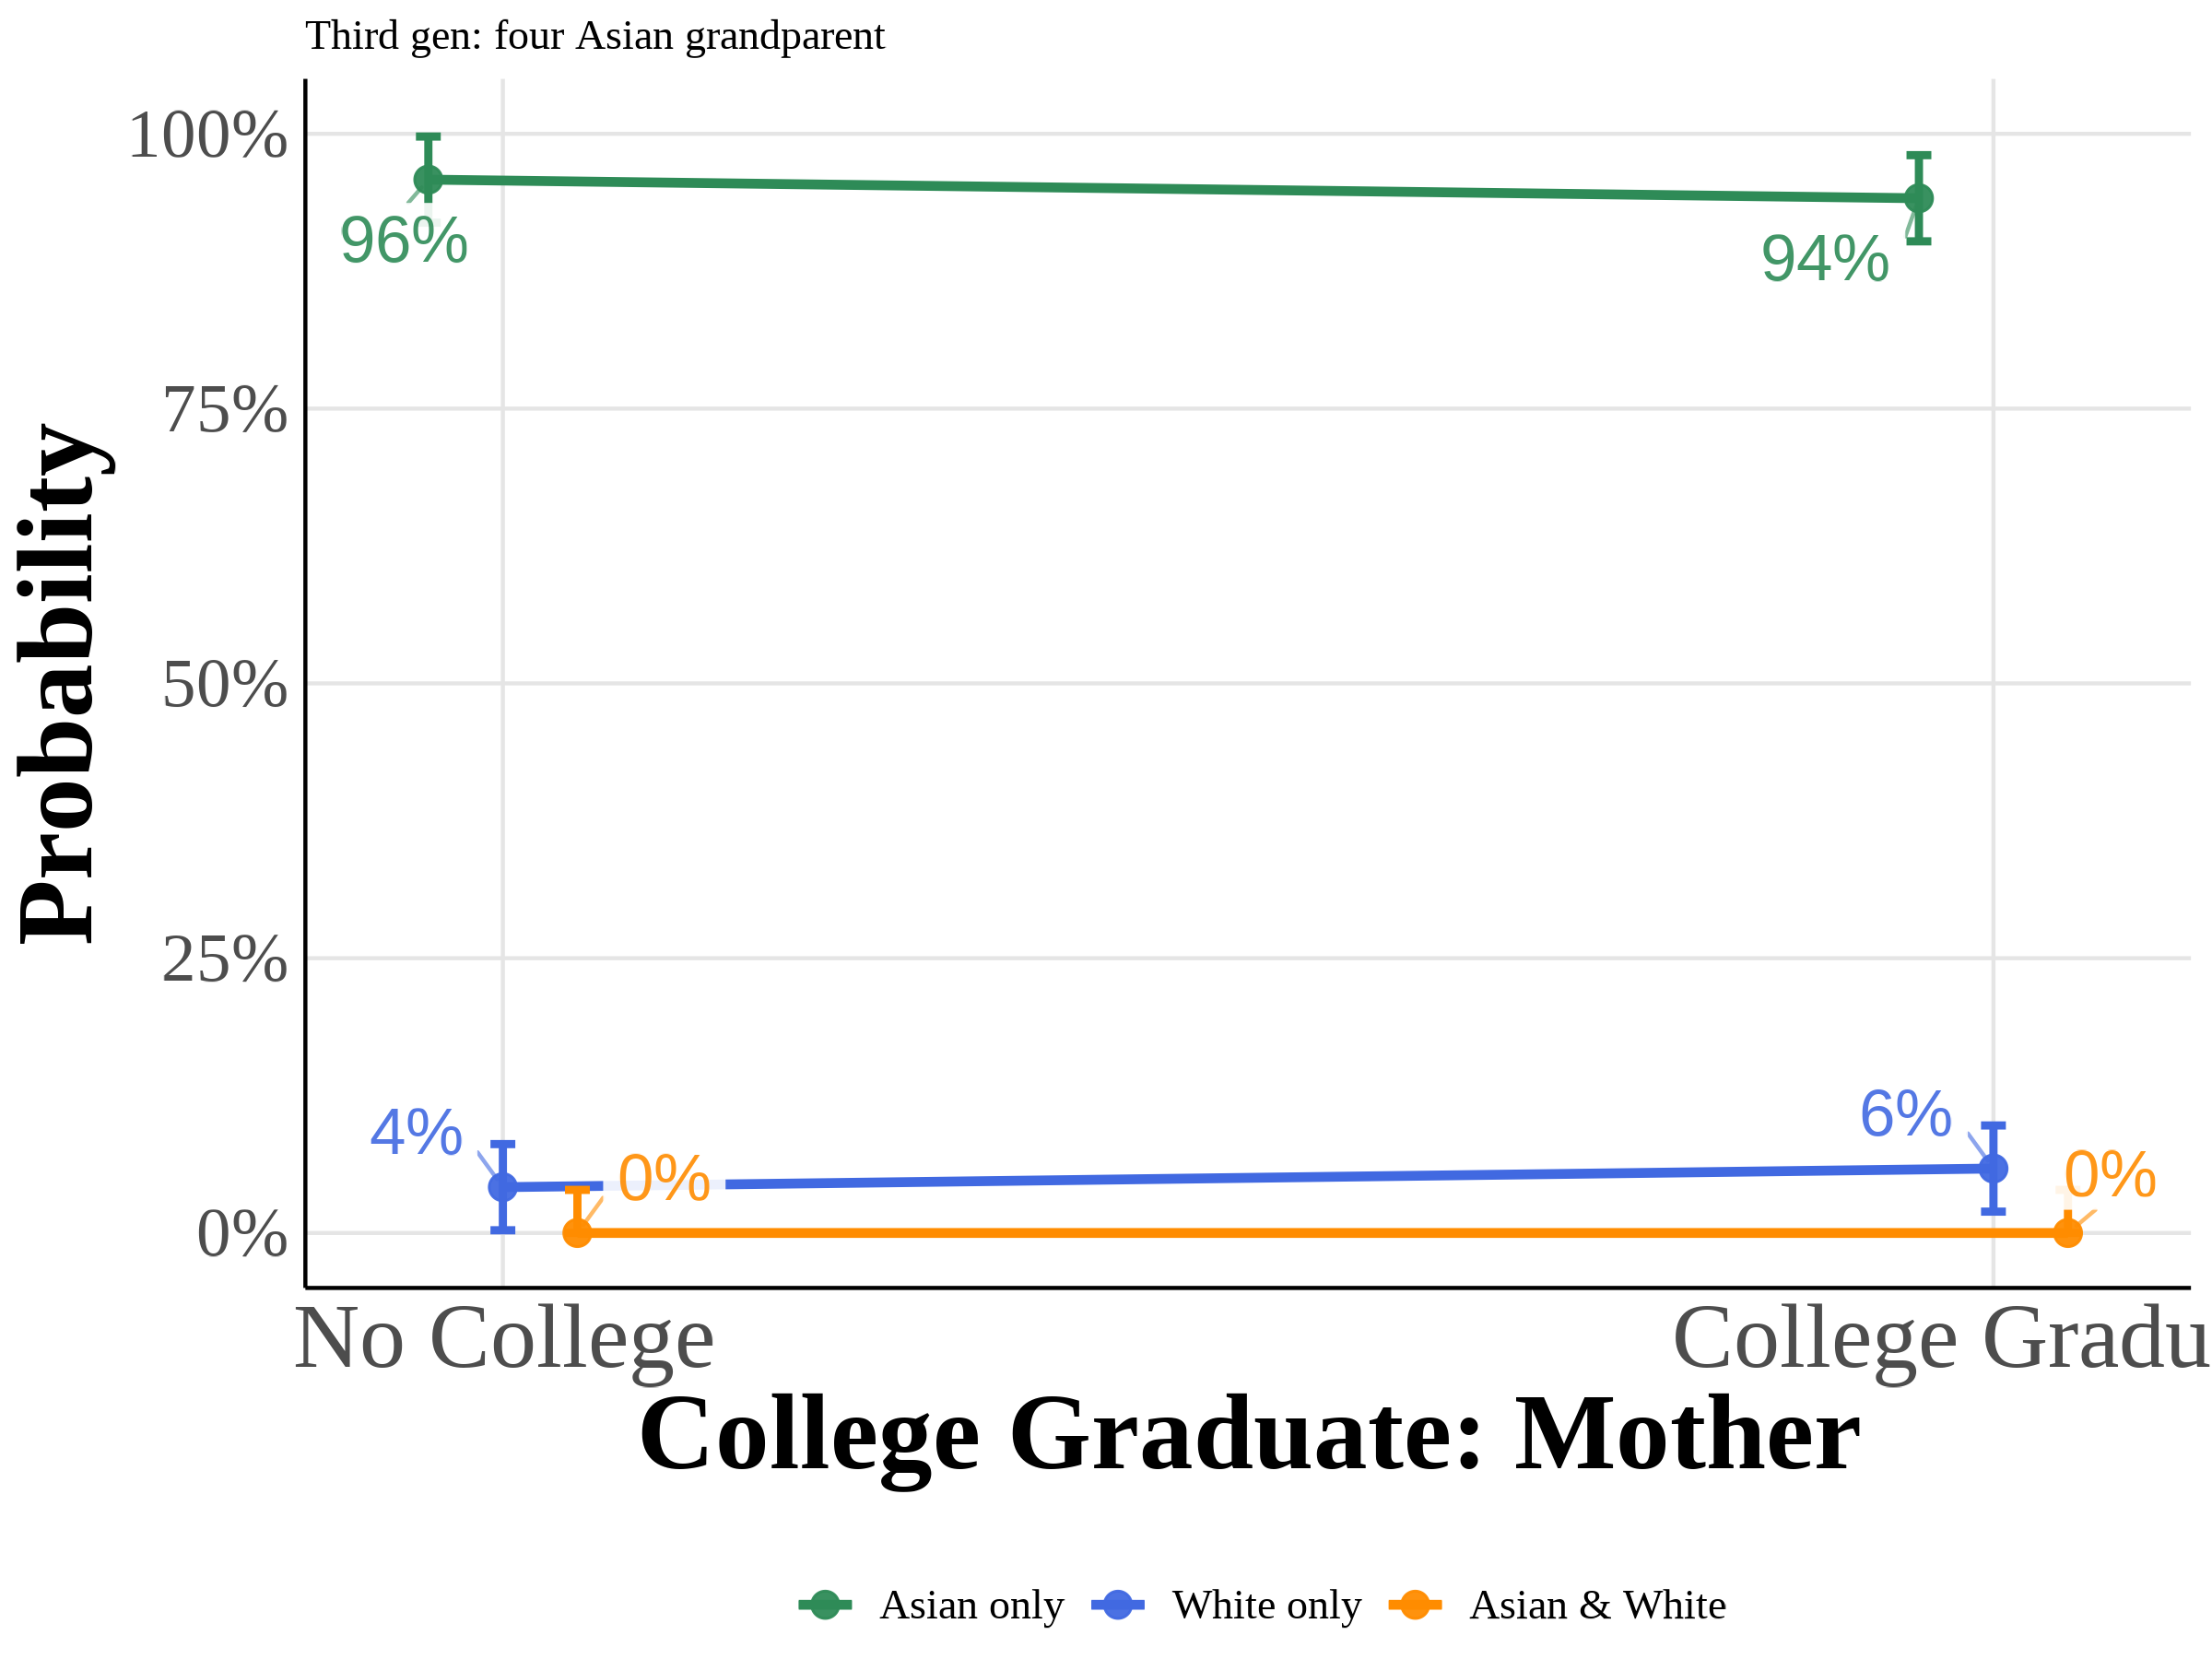 Third gen: four Asian grandparent
100%
96%
94%
75%
Probability
50%
25%
4%
0%
6%
0%
0%
No College
College Gradu
College Graduate: Mother
Asian only
White only
Asian & White